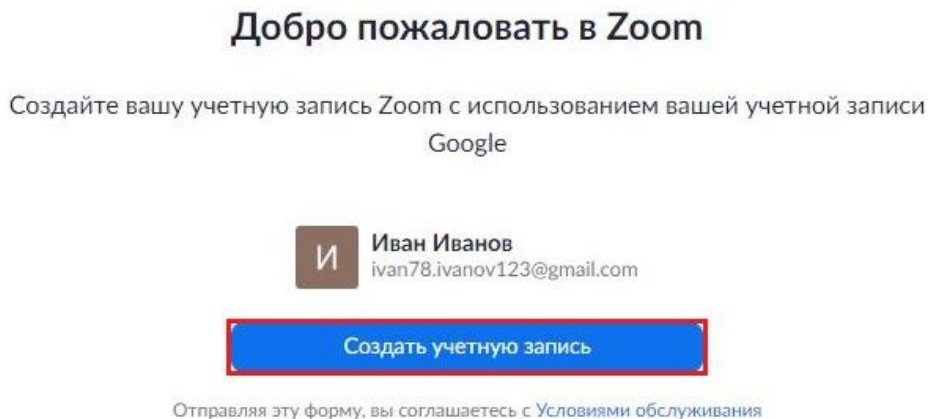 Добро пожаловать в Zoom
Создайте вашу учетную запись Zoom с использованием вашей учетной записи
Google
И
Иван Иванов
ivan78.ivanov123@gmail.com
Создать учетную запись
Отправляя эту форму, вы соглашаетесь с Условиями обслуживания